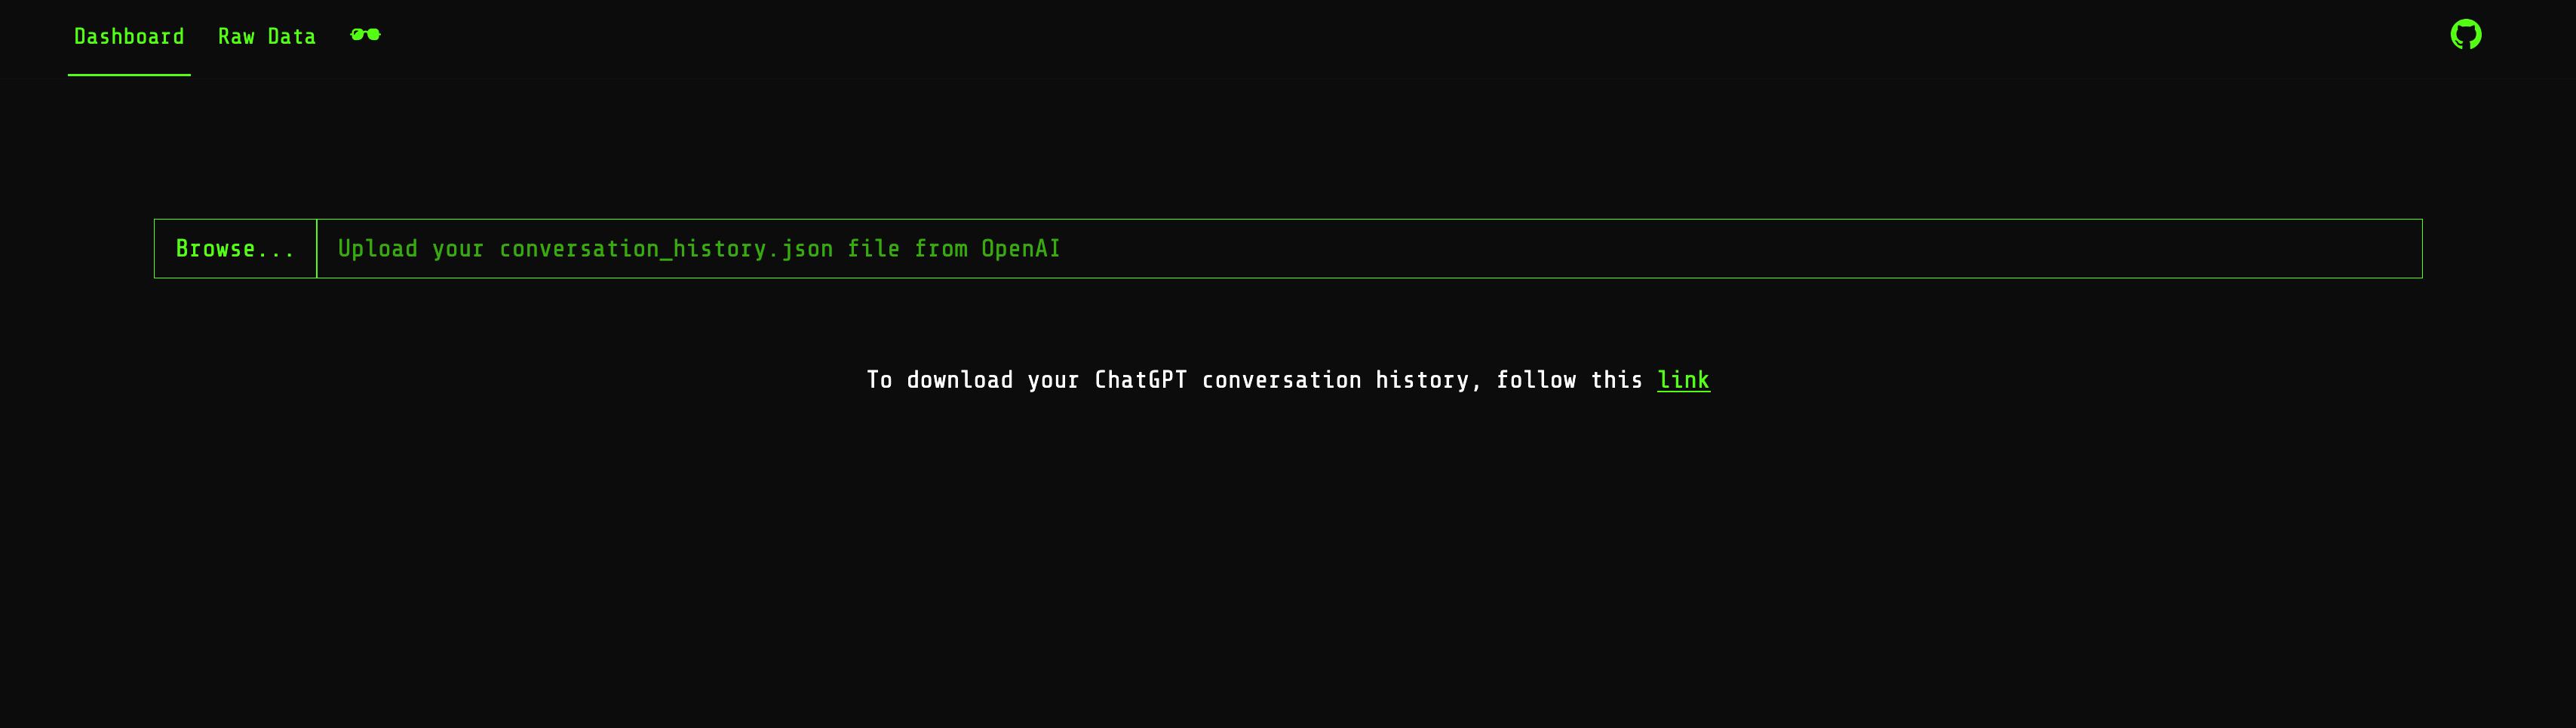 Dashboard Raw Data
Browse... Upload your conversation_history.json file from OpenAI
To download your ChatGPT conversation history, follow this link